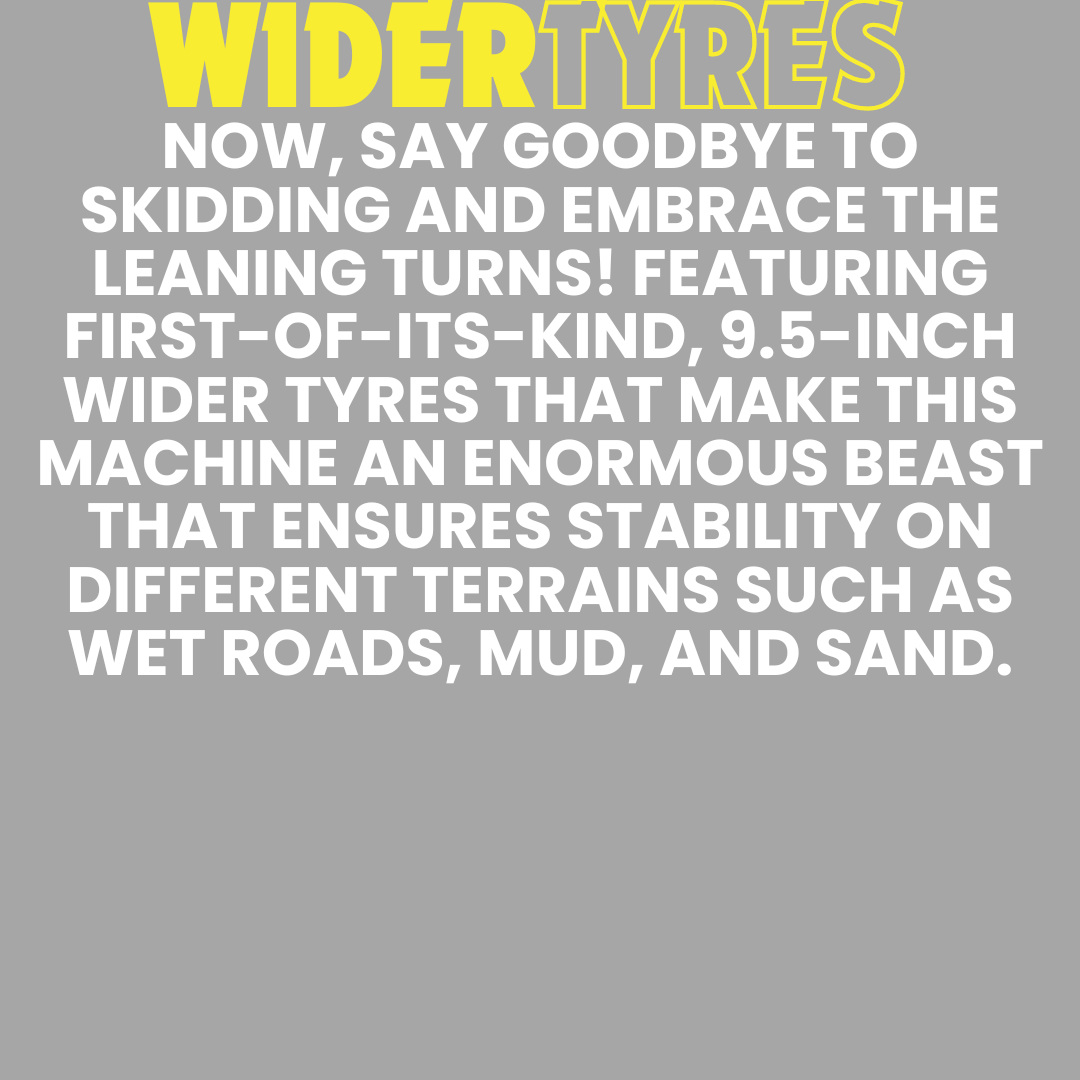 WIDERTYRES
NOW, SAY GOODBYE TO
SKIDDING AND EMBRACE THE
LEANING TURNS! FEATURING
FIRST-OF-ITS-KIND, 9.5-INCH
WIDER TYRES THAT MAKE THIS
MACHINE AN ENORMOUS BEAST
THAT ENSURES STABILITY ON
DIFFERENT TERRAINS SUCH AS
WET ROADS, MUD, AND SAND.